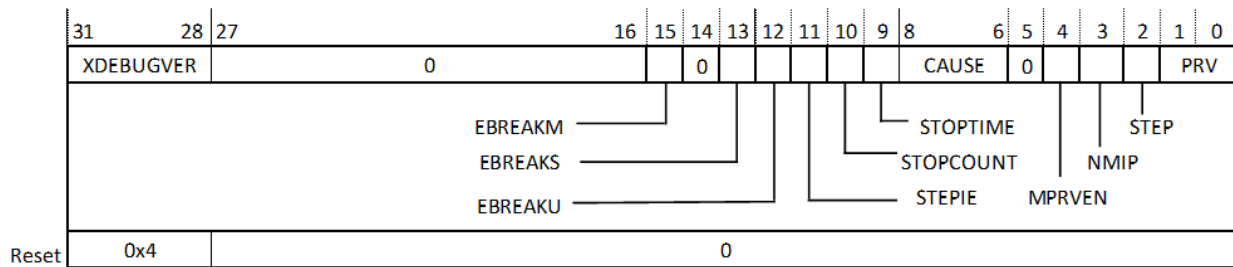 31 28 27 16 15 14 13 12 11 10 9 8 6 5 4 3 2 1 0
XDEBUGVER 0 0 CAUSE 0 PRV
EBREAKM STOPTIME STEP
EBREAKS STOPCOUNT NMIP
EBREAKU STEPIE MPRVEN
Reset 0x4 0